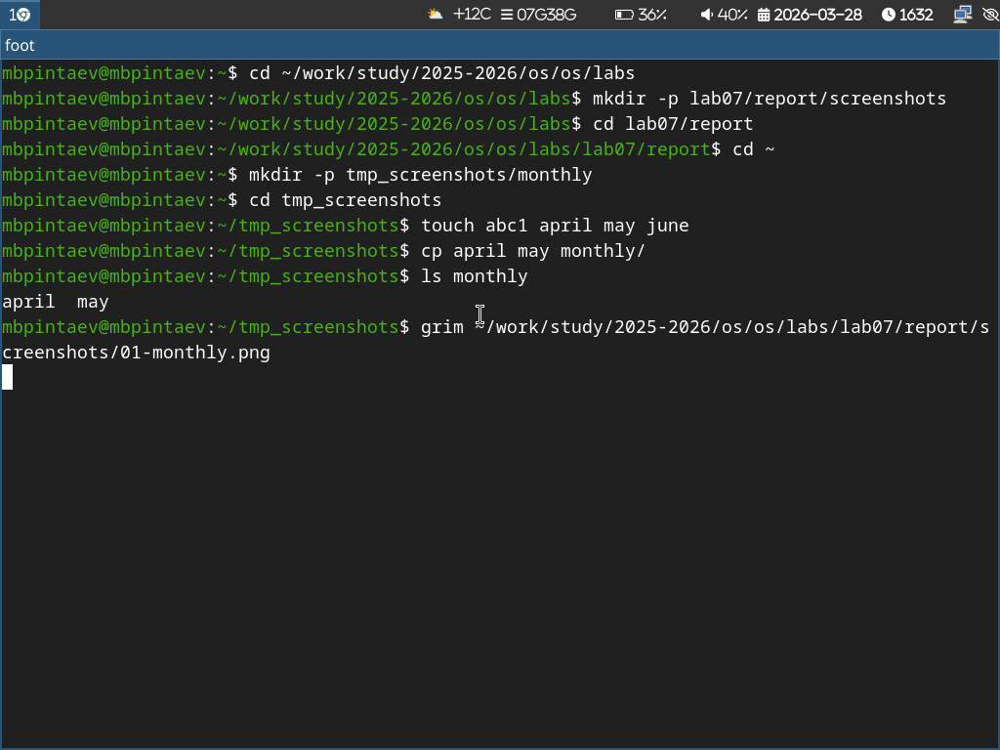 1
+12C 07G38G 36% 40% 2026-03-28 1632
foot
mbpintaev@mbpintaev:~$ cd ~/work/study/2025-2026/os/os/labs
mbpintaev@mbpintaev:~/work/study/2025-2026/os/os/labs$ mkdir -p lab07/report/screenshots
mbpintaev@mbpintaev:~/work/study/2025-2026/os/os/labs$ cd lab07/report
mbpintaev@mbpintaev:~/work/study/2025-2026/os/os/labs/lab07/report$ cd ~
mbpintaev@mbpintaev:~$ mkdir -p tmp_screenshots/monthly
mbpintaev@mbpintaev:~$ cd tmp_screenshots
mbpintaev@mbpintaev:~/tmp_screenshots$ touch abc1 april may june
mbpintaev@mbpintaev:~/tmp_screenshots$ cp april may monthly/
mbpintaev@mbpintaev:~/tmp_screenshots$ ls monthly
april  may
mbpintaev@mbpintaev:~/tmp_screenshots$ grim ~/work/study/2025-2026/os/os/labs/lab07/report/s
creenshots/01-monthly.png